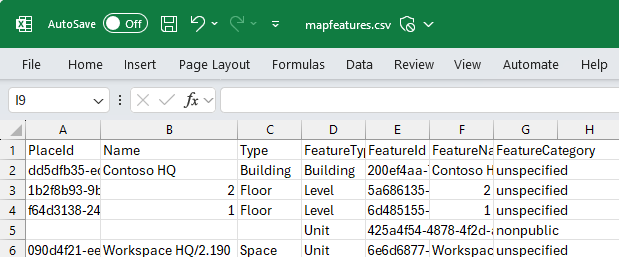 AutoSave Off mapfeatures.csv
File Home Insert Page Layout Formulas Data Review View Automate Help
I9 fx
A B C D E F G H
1 PlaceId Name Type FeatureTyp FeatureId FeatureNa FeatureCategory
2 dd5dfb35-ec Contoso HQ Building Building 200ef4aa- Contoso H unspecified
3 1b2f8b93-9b 2 Floor Level 5a686135- 2 unspecified
4 f64d3138-24 1 Floor Level 6d485155- 1 unspecified
5 Unit 425a4f54-4878-4f2d- nonpublic
6 090d4f21-ee Workspace HQ/2.190 Space Unit 6e6d6877- Workspac unspecified